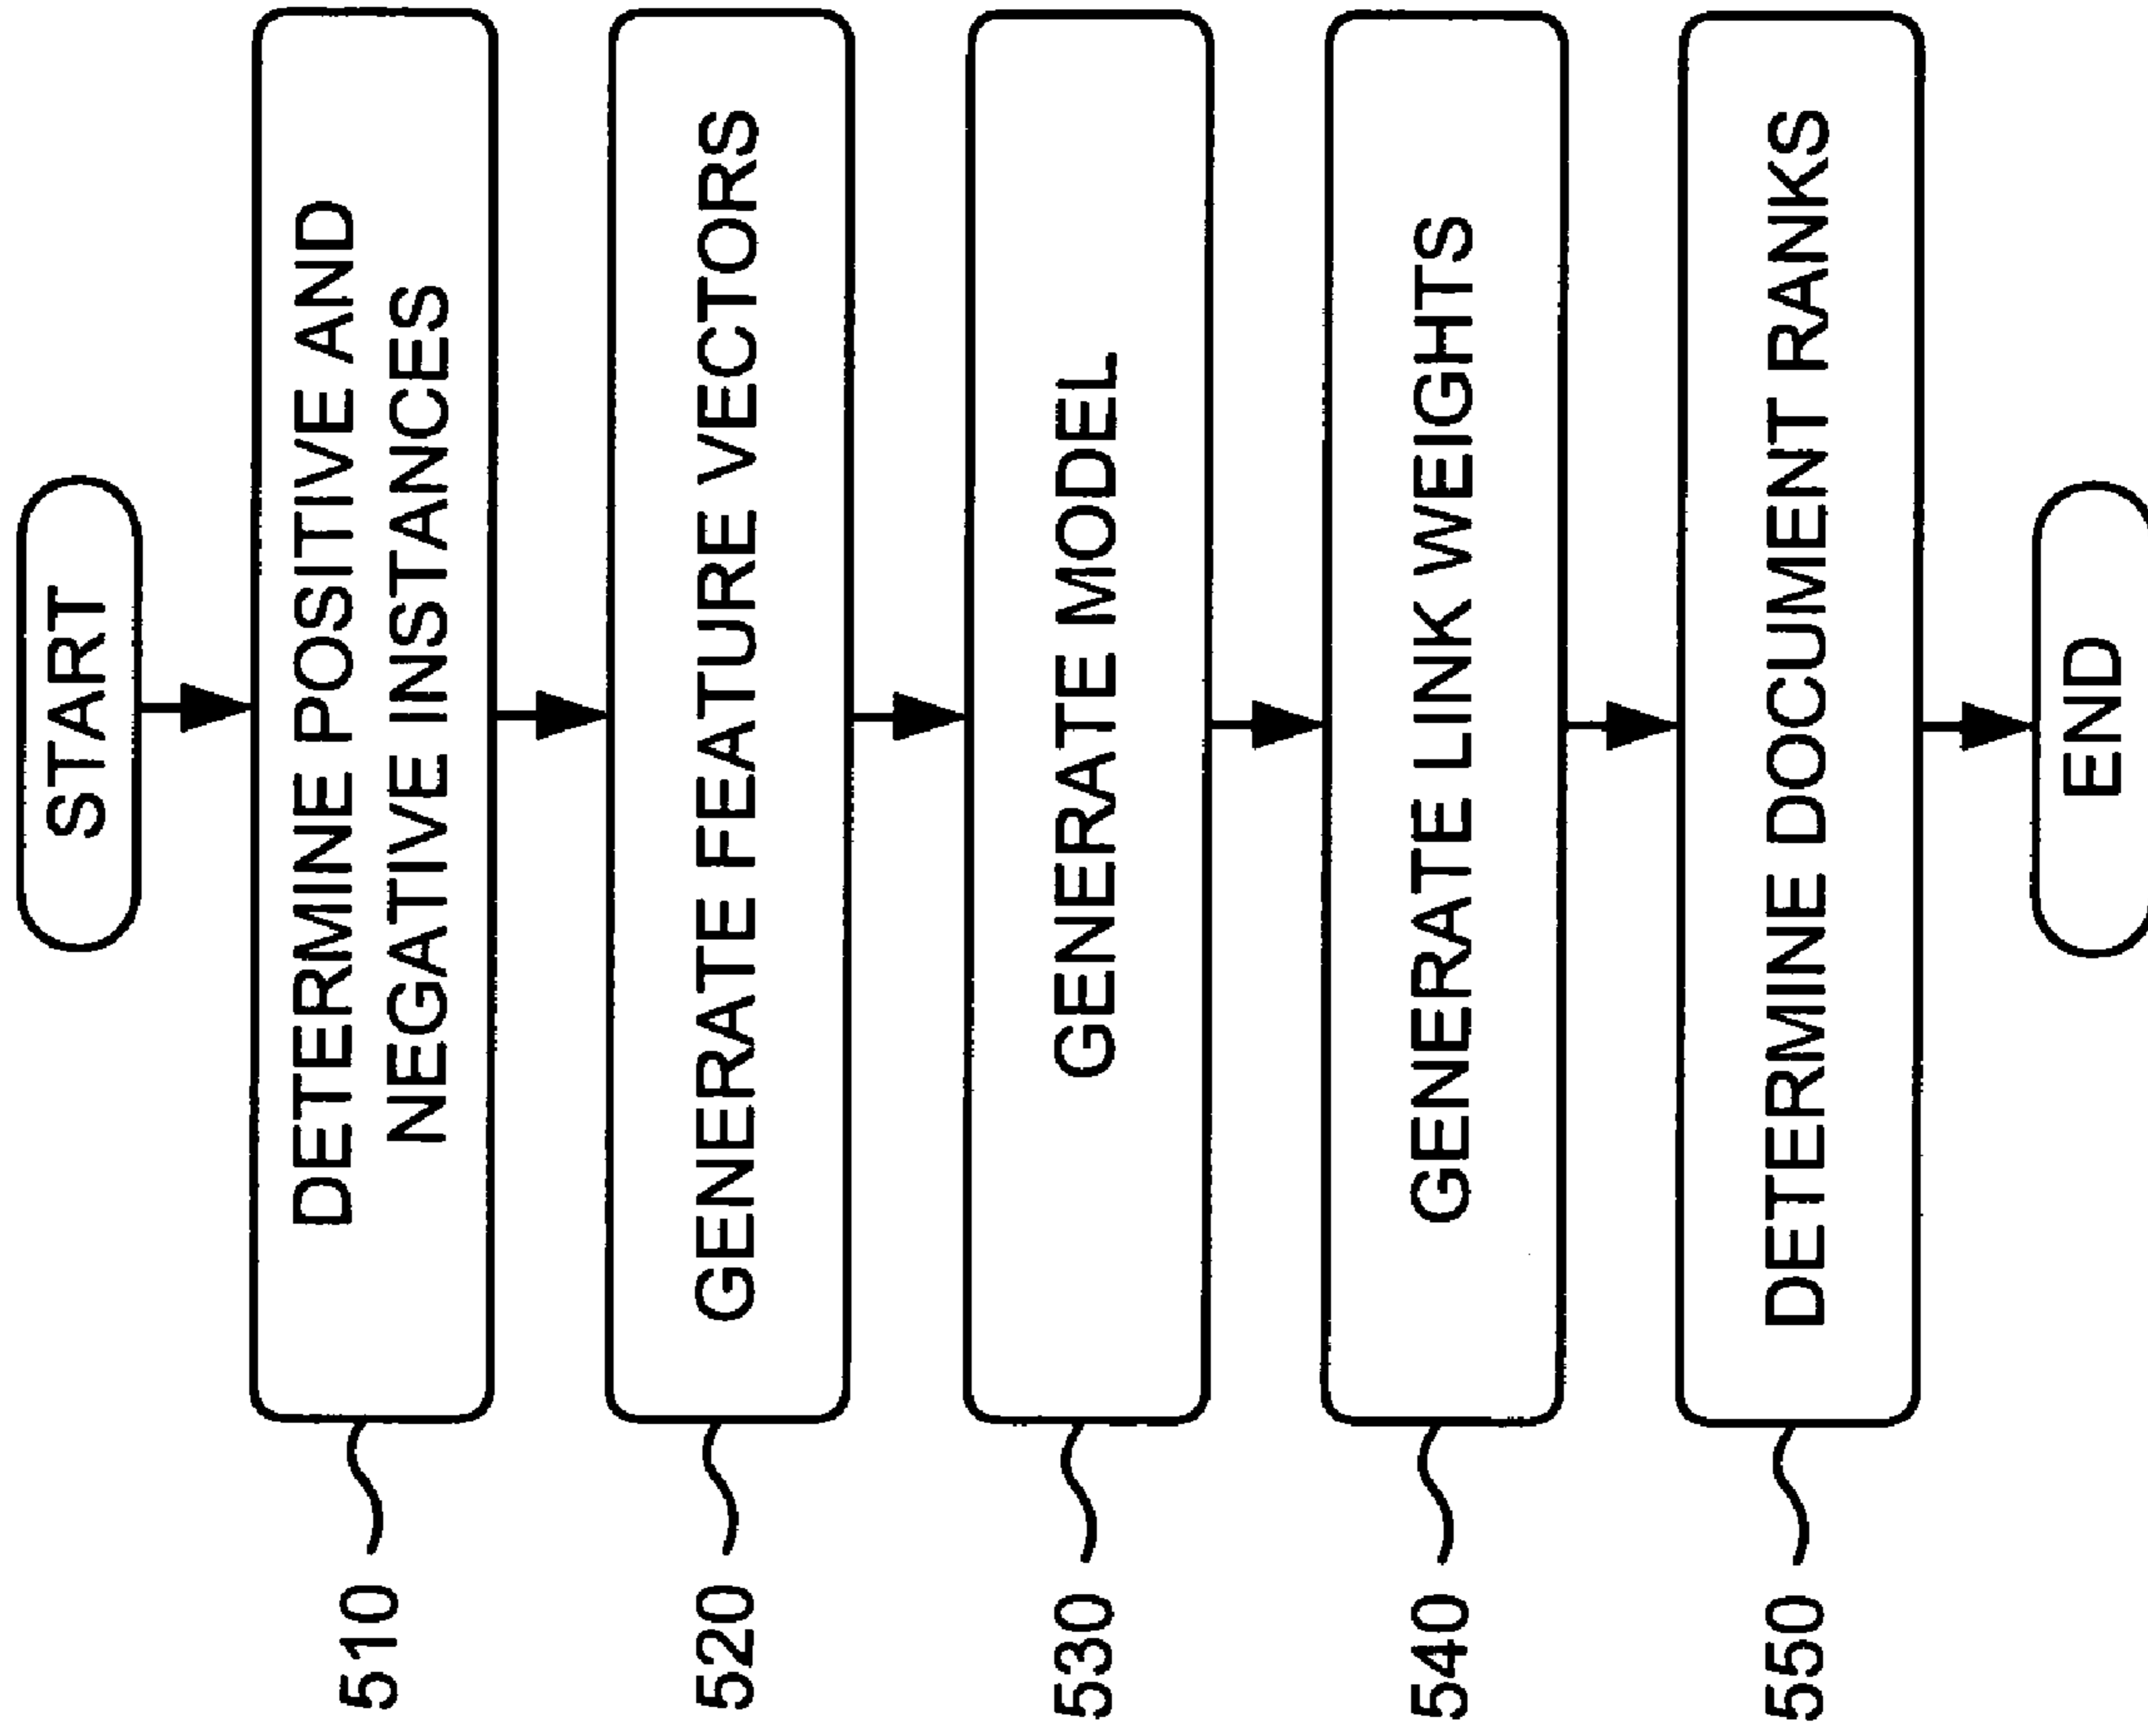 START
510
DETERMINE POSITIVE AND
NEGATIVE INSTANCES
520
GENERATE FEATURE VECTORS
530
GENERATE MODEL
540
GENERATE LINK WEIGHTS
550
DETERMINE DOCUMENT RANKS
END